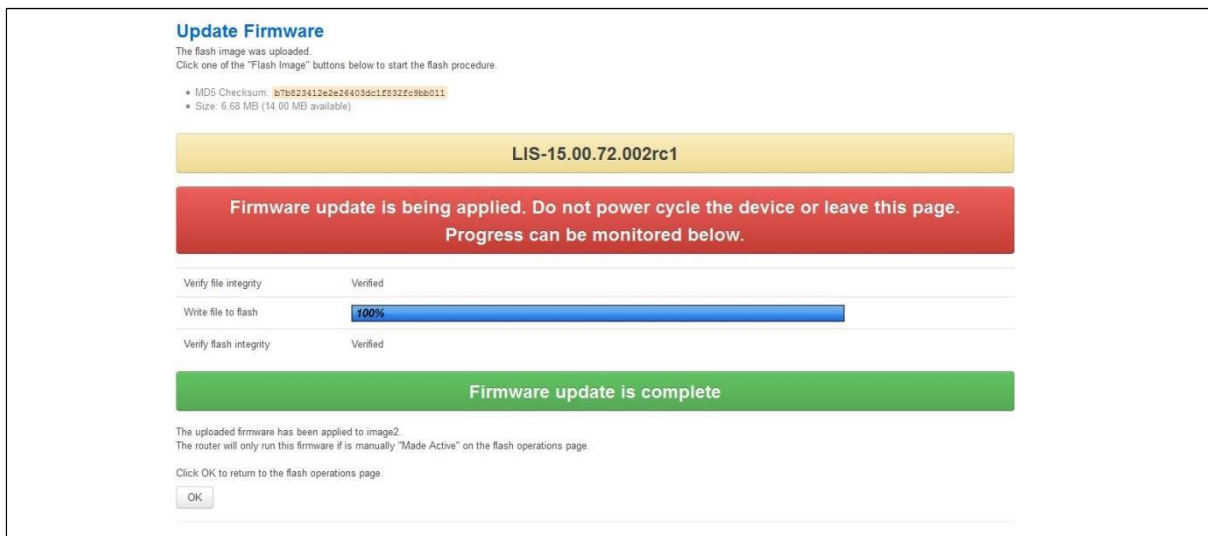 Update Firmware
The flash image was uploaded.
Click one of the "Flash Image" buttons below to start the flash procedure.
• MD5 Checksum: b7b823412e2e26403dc1f832fc9bb011
• Size: 6.68 MB (14.00 MB available)
LIS-15.00.72.002rc1
Firmware update is being applied. Do not power cycle the device or leave this page.
Progress can be monitored below.
Verify file integrity Verified
Write file to flash 100%
Verify flash integrity Verified
Firmware update is complete
The uploaded firmware has been applied to image2.
The router will only run this firmware if is manually "Made Active" on the flash operations page.
Click OK to return to the flash operations page.
OK